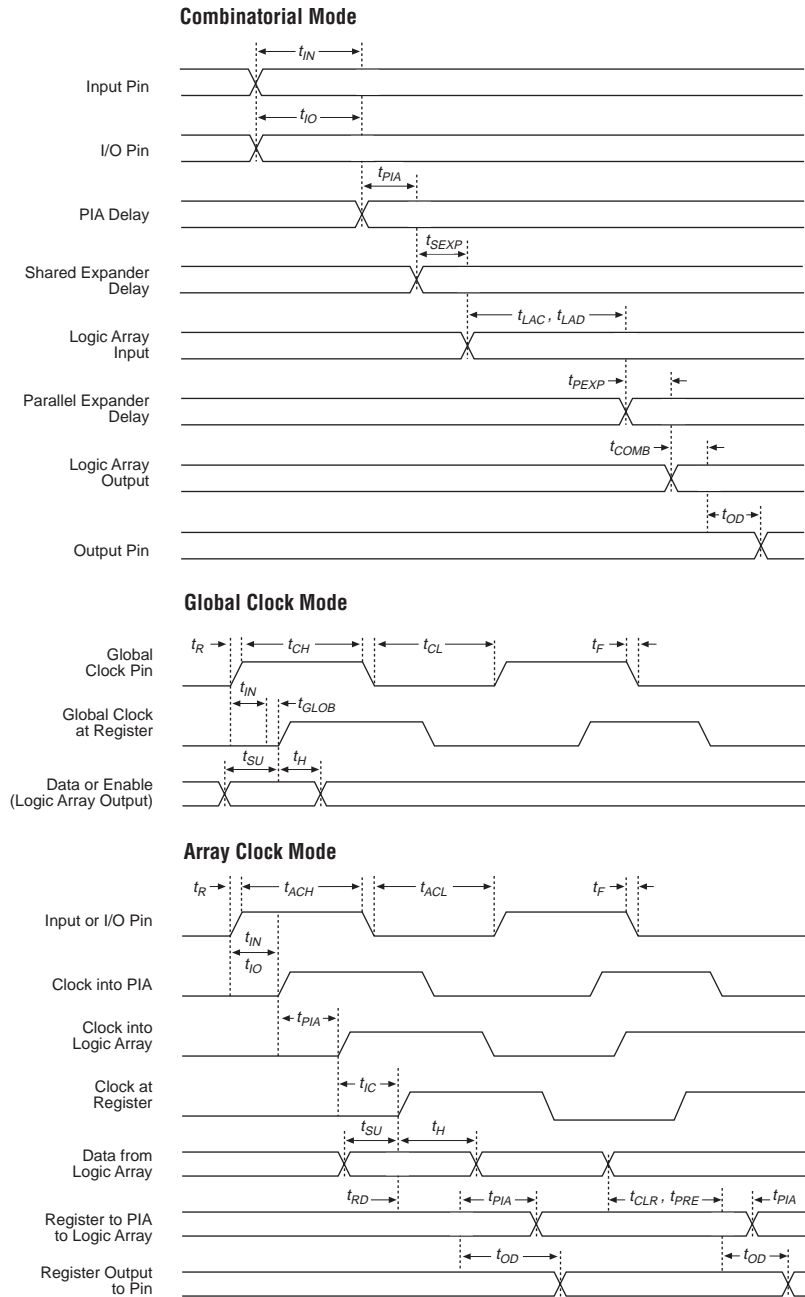 Combinatorial Mode
tIN
Input Pin
tIO
I/O Pin
tPIA
PIA Delay
tSEXP
Shared Expander
Delay
tLAC , tLAD
Logic Array
Input
tPEXP
Parallel Expander
Delay
tCOMB
Logic Array
Output
tOD
Output Pin
Global Clock Mode
tR tCH tCL tF
Global
Clock Pin
tIN tGLOB
Global Clock
at Register
tSU tH
Data or Enable
(Logic Array Output)
Array Clock Mode
tR tACH tACL tF
Input or I/O Pin
tIN
tIO
Clock into PIA
tPIA
Clock into
Logic Array
tIC
Clock at
Register
tSU tH
Data from
Logic Array
tRD tPIA tCLR , tPRE tPIA
Register to PIA
to Logic Array
tOD tOD
Register Output
to Pin